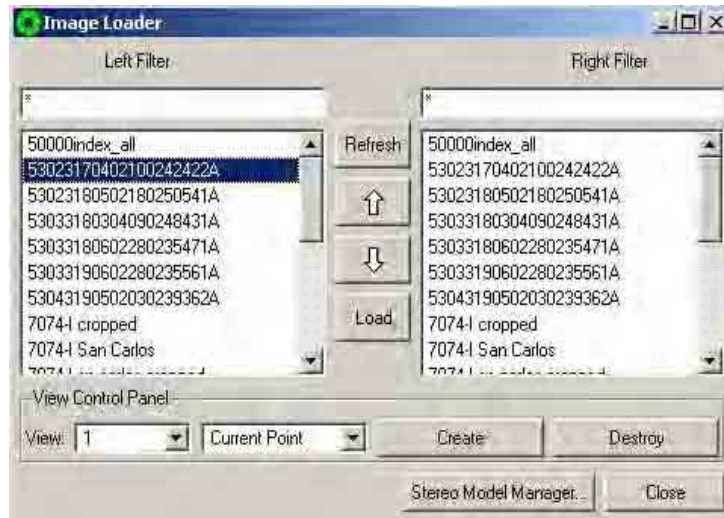 Image Loader
Left Filter
Right Filter
*
*
50000index_all
53023170402100242422A
53023180502180250541A
53033180304090248431A
53033180602280235471A
53033190602280235561A
53043190502030239362A
7074-I cropped
7074-I San Carlos
Refresh
Load
50000index_all
53023170402100242422A
53023180502180250541A
53033180304090248431A
53033180602280235471A
53033190602280235561A
53043190502030239362A
7074-I cropped
7074-I San Carlos
View Control Panel
View: 1 Current Point Create Destroy
Stereo Model Manager... Close